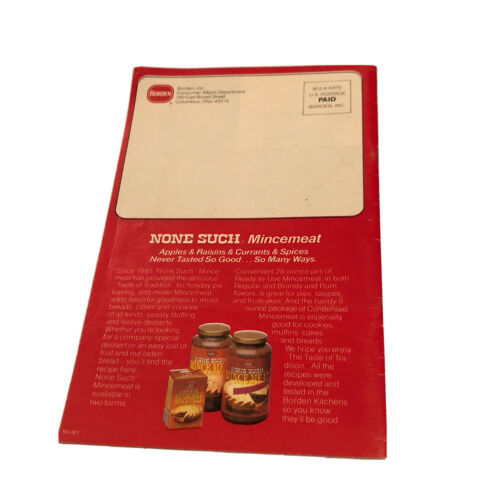 BORDEN
Borden, Inc.
Consumer Affairs Department
180 East Broad Street
Columbus, Ohio 43215
BULK RATE
U.S. POSTAGE
PAID
BORDEN, INC.
NONE SUCH Mincemeat
Apples & Raisins & Currants & Spices
Never Tasted So Good . . . So Many Ways.
Since 1885, None Such Mince-
meat has provided the delicious
Taste of Tradition for holiday pie
baking, and more! Mincemeat
adds flavorful goodness to moist
breads, cakes and cookies
of all kinds, savory stuffing
and festive desserts.
Whether you're looking
for a company special
dessert or an easy loaf of
fruit and nut laden
bread – you'll find the
recipe here.
None Such
Mincemeat is
available in
two forms.
Convenient 28-ounce jars of
Ready-to-Use Mincemeat, in both
Regular and Brandy and Rum
flavors, is great for pies, sauces
and fruitcakes. And the handy 9-
ounce package of Condensed
Mincemeat is especially
good for cookies,
muffins, cakes
and breads.
We hope you enjoy
"The Taste of Tra-
dition." All the
recipes were
developed and
tested in the
Borden Kitchens
so you know
they'll be good
NONE SUCH
MINCE MEAT
NONE SUCH
MINCE MEAT